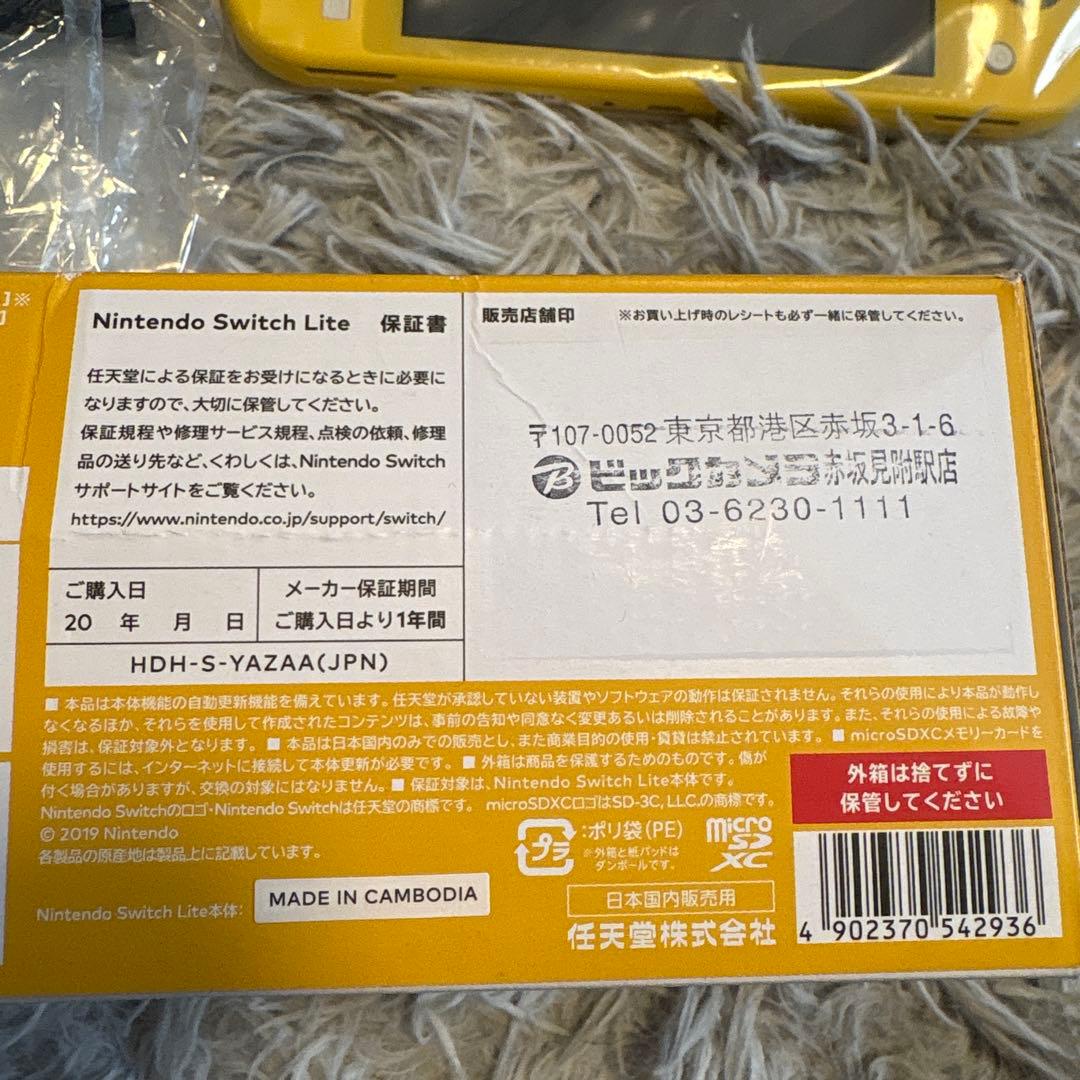 Nintendo Switch Lite 保証書
任天堂による保証をお受けになるときに必要に
なりますので、大切に保管してください。
保証規程や修理サービス規程、点検の依頼、修理
品の送り先など、くわしくは、Nintendo Switch
サポートサイトをご覧ください。
https://www.nintendo.co.jp/support/switch/
ご購入日
20 年 月 日
メーカー保証期間
ご購入日より1年間
HDH-S-YAZAA(JPN)
販売店舗印 ※お買い上げ時のレシートも必ず一緒に保管してください。
〒107-0052 東京都港区赤坂3-1-6
B ビックカメラ 赤坂見附駅店
Tel 03-6230-1111
■ 本品は本体機能の自動更新機能を備えています。任天堂が承認していない装置やソフトウェアの動作は保証されません。それらの使用により本品が動作し
なくなるほか、それらを使用して作成されたコンテンツは、事前の告知や同意なく変更あるいは削除されることがあります。また、それらの使用による故障や
損害は、保証対象外となります。 ■ 本品は日本国内のみでの販売とし、また商業目的の使用・賃貸は禁止されています。 ■ microSDXCメモリーカードを
使用するには、インターネットに接続して本体更新が必要です。 ■ 外箱は商品を保護するためのものです。傷が
付く場合がありますが、交換の対象にはなりません。 ■ 保証対象は、Nintendo Switch Lite本体です。
Nintendo Switchのロゴ・Nintendo Switchは任天堂の商標です。 microSDXCロゴはSD-3C, LLC.の商標です。
© 2019 Nintendo
各製品の原産地は製品上に記載しています。
Nintendo Switch Lite本体:
MADE IN CAMBODIA
プラ
:ポリ袋(PE)
※外箱と紙パッドは
ダンボールです。
micro
SD
XC
日本国内販売用
任天堂株式会社
外箱は捨てずに
保管してください
4 902370 542936